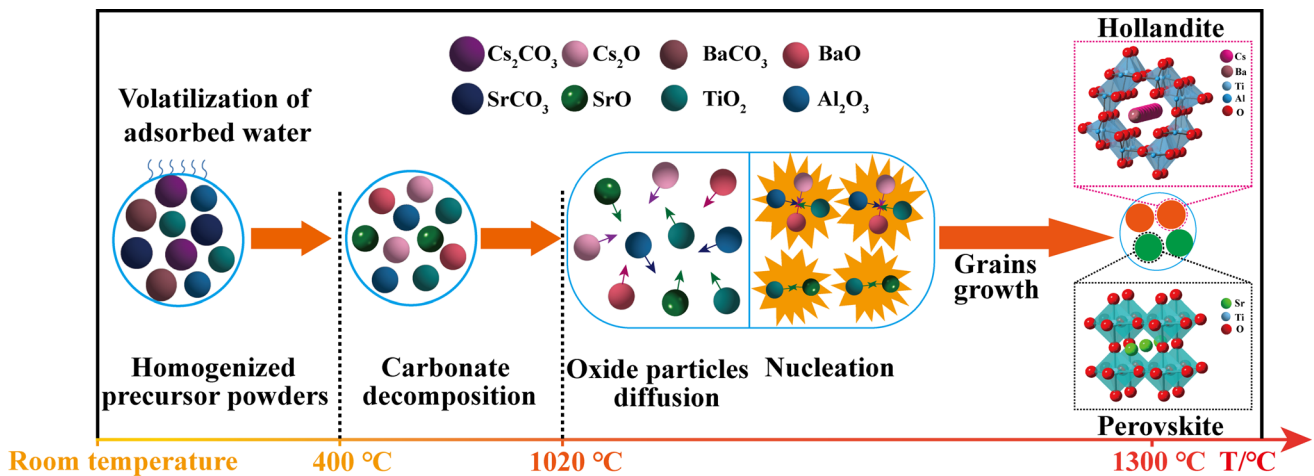 Cs₂CO₃ Cs₂O BaCO₃ BaO
SrCO₃ SrO TiO₂ Al₂O₃
Volatilization of
adsorbed water
Homogenized
precursor powders
Carbonate
decomposition
Oxide particles
diffusion
Nucleation
Grains
growth
Hollandite
Cs
Ba
Ti
Al
O
Sr
Ti
O
Perovskite
Room temperature 400 ℃ 1020 ℃ 1300 ℃ T/℃